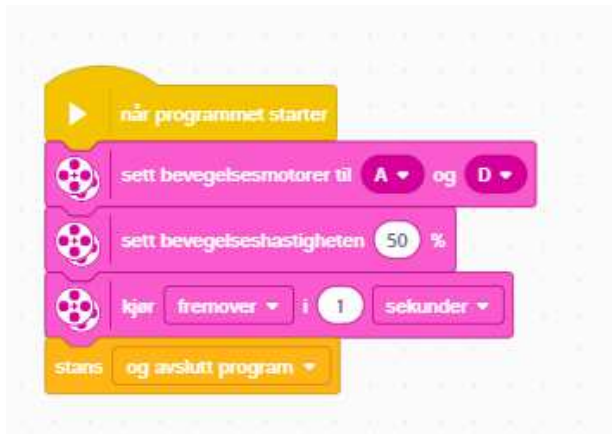 når programmet starter
sett bevegelsesmotorer til A og D
sett bevegelseshastigheten 50 %
kjør fremover i 1 sekunder
stans og avslutt program